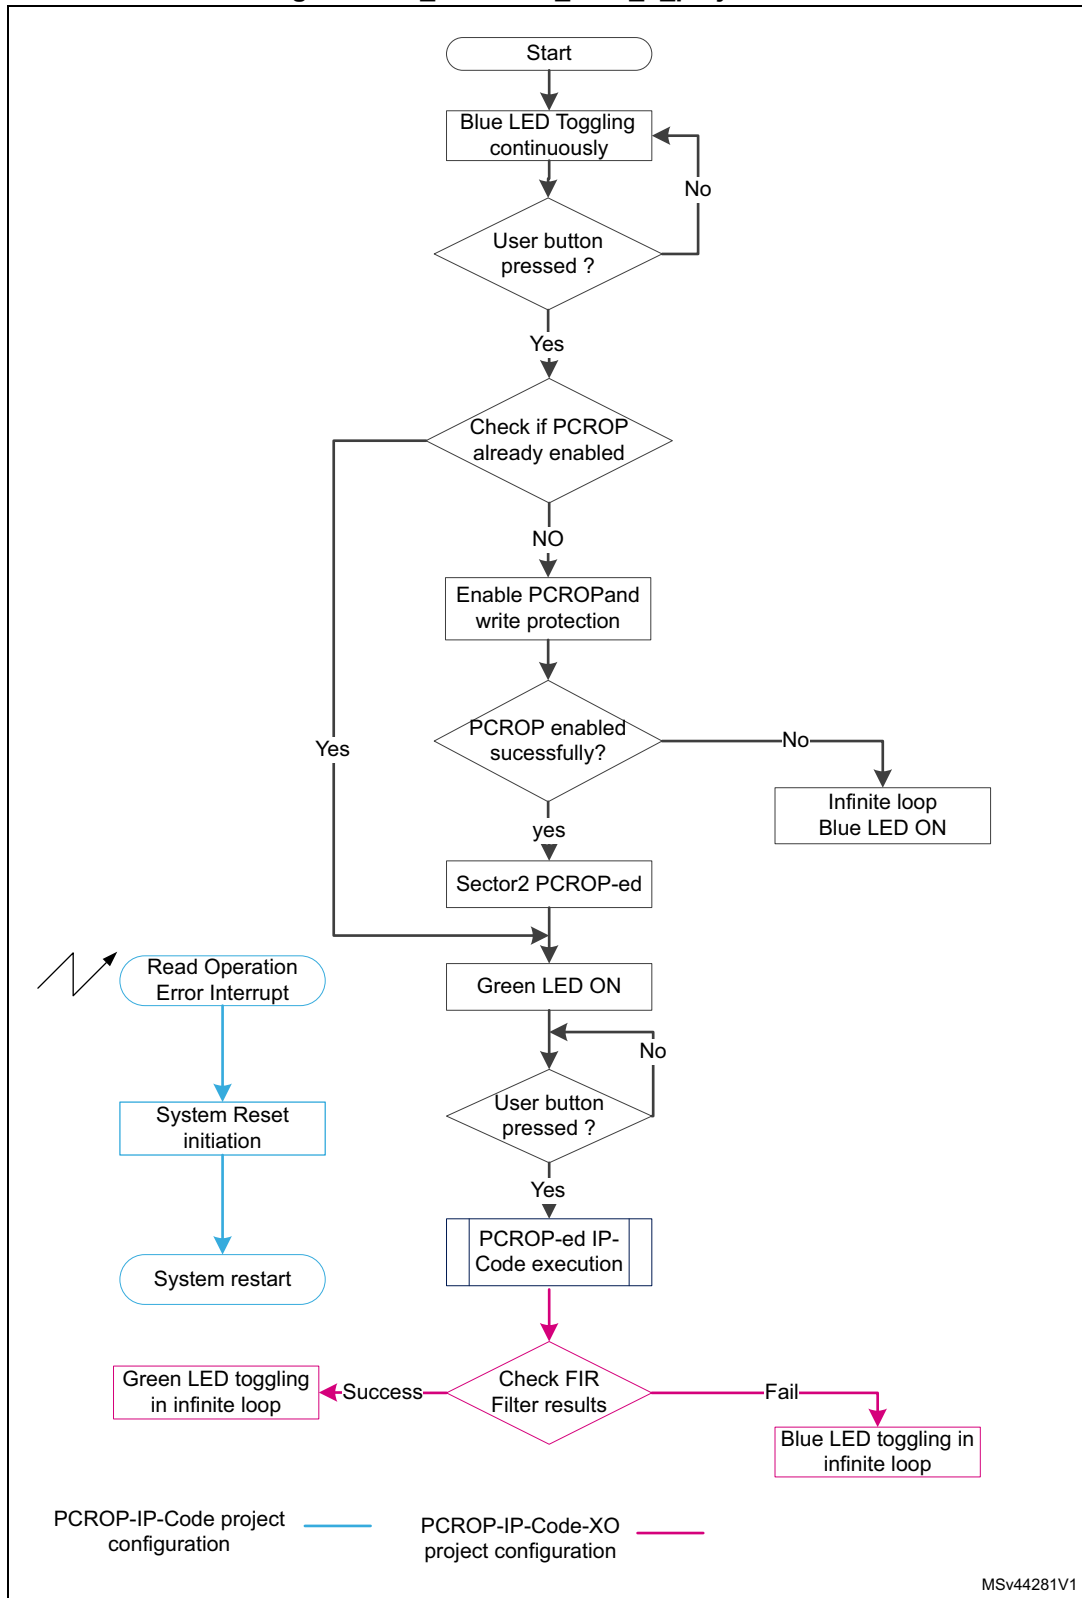 Start
Blue LED Toggling
continuously
No
User button
pressed ?
Yes
Check if PCROP
already enabled
NO
Enable PCROPand
write protection
PCROP enabled
sucessfully?
No
Yes
Infinite loop
Blue LED ON
yes
Sector2 PCROP-ed
Read Operation
Error Interrupt
Green LED ON
No
System Reset
initiation
User button
pressed ?
Yes
PCROP-ed IP-
Code execution
System restart
Green LED toggling
in infinite loop
Success
Check FIR
Filter results
Fail
Blue LED toggling in
infinite loop
PCROP-IP-Code project
configuration
PCROP-IP-Code-XO
project configuration
MSv44281V1